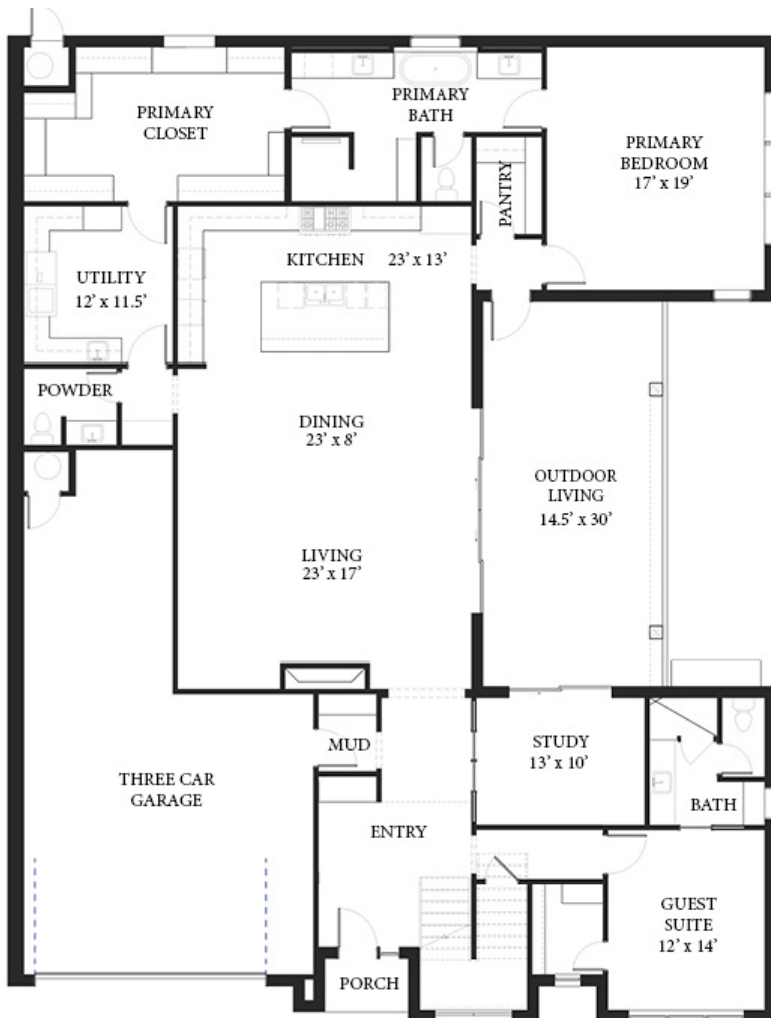 PRIMARY
CLOSET
PRIMARY
BATH
PRIMARY
BEDROOM
17’ x 19’
PANTRY
UTILITY
12’ x 11.5’
KITCHEN 23’ x 13’
POWDER
DINING
23’ x 8’
OUTDOOR
LIVING
14.5’ x 30’
LIVING
23’ x 17’
MUD
STUDY
13’ x 10’
THREE CAR
GARAGE
BATH
ENTRY
GUEST
SUITE
12’ x 14’
PORCH